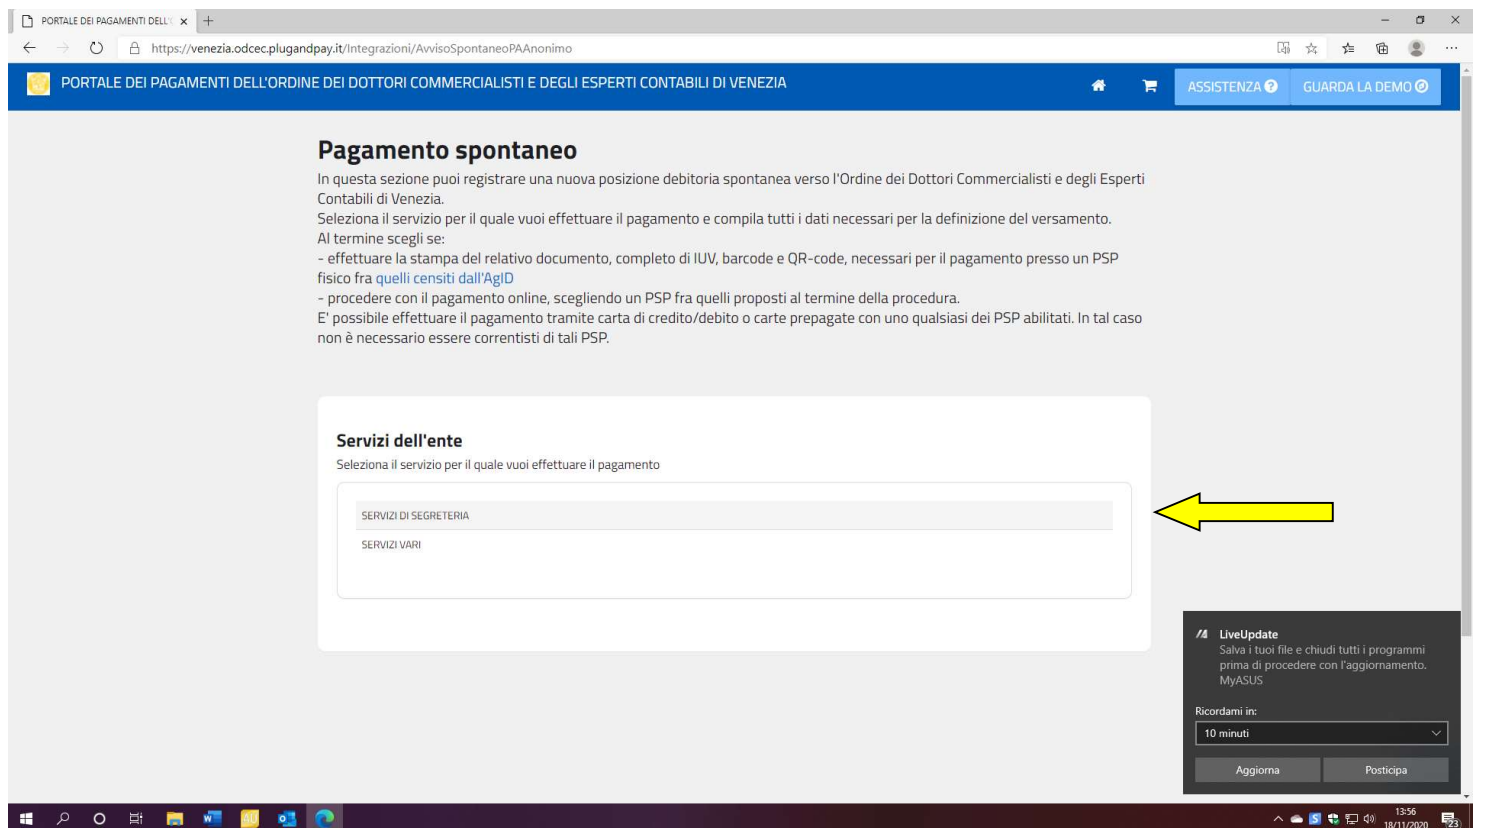 PORTALE DEI PAGAMENTI DELL'
https://venezia.odcec.plugandpay.it/Integrazioni/AvvisoSpontaneoPAAnonimo
PORTALE DEI PAGAMENTI DELL'ORDINE DEI DOTTORI COMMERCIALISTI E DEGLI ESPERTI CONTABILI DI VENEZIA
ASSISTENZA
GUARDA LA DEMO
Pagamento spontaneo
In questa sezione puoi registrare una nuova posizione debitoria spontanea verso l'Ordine dei Dottori Commercialisti e degli Esperti
Contabili di Venezia.
Seleziona il servizio per il quale vuoi effettuare il pagamento e compila tutti i dati necessari per la definizione del versamento.
Al termine scegli se:
- effettuare la stampa del relativo documento, completo di IUV, barcode e QR-code, necessari per il pagamento presso un PSP
fisico fra quelli censiti dall'AgID
- procedere con il pagamento online, scegliendo un PSP fra quelli proposti al termine della procedura.
E' possibile effettuare il pagamento tramite carta di credito/debito o carte prepagate con uno qualsiasi dei PSP abilitati. In tal caso
non è necessario essere correntisti di tali PSP.
Servizi dell'ente
Seleziona il servizio per il quale vuoi effettuare il pagamento
SERVIZI DI SEGRETERIA
SERVIZI VARI
LiveUpdate
Salva i tuoi file e chiudi tutti i programmi
prima di procedere con l'aggiornamento.
MyASUS
Ricordami in:
10 minuti
Aggiorna
Posticipa
13:56
18/11/2020
23